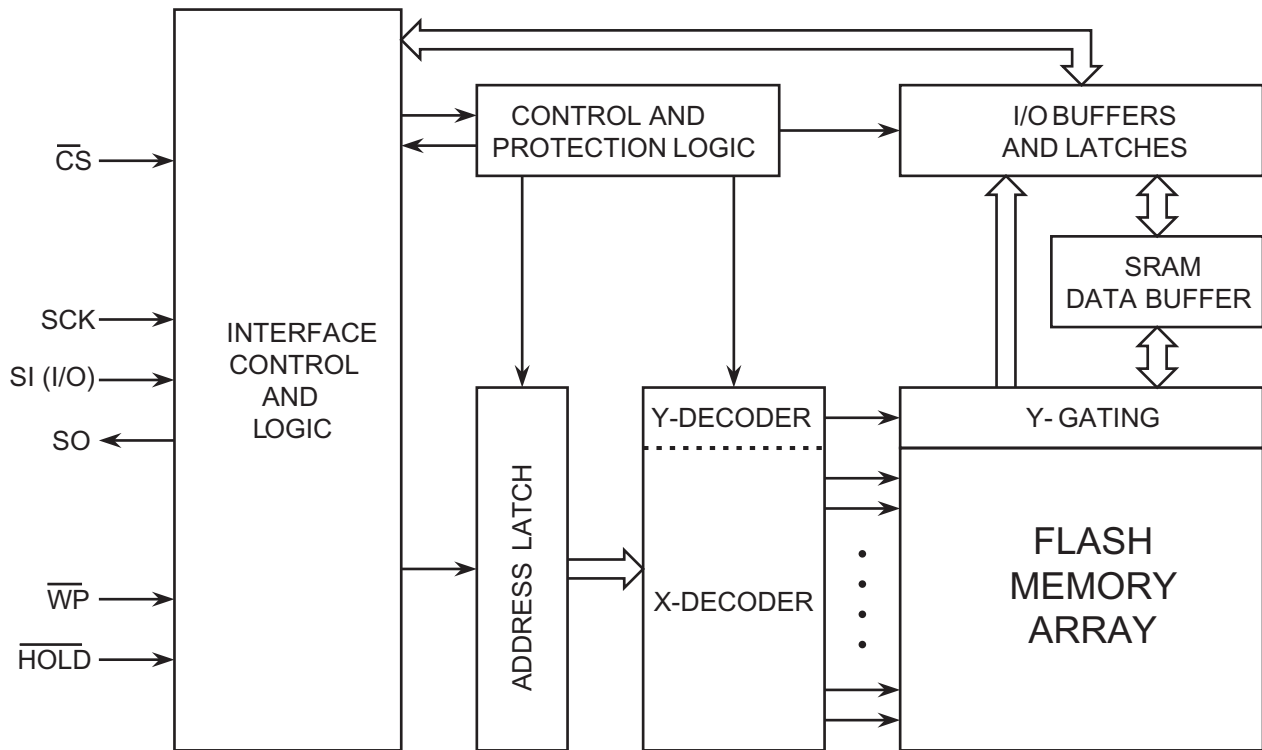 CS
SCK
SI (I/O)
SO
WP
HOLD
INTERFACE
CONTROL
AND
LOGIC
CONTROL AND
PROTECTION LOGIC
I/O BUFFERS
AND LATCHES
SRAM
DATA BUFFER
ADDRESS LATCH
Y-DECODER
X-DECODER
Y- GATING
FLASH
MEMORY
ARRAY